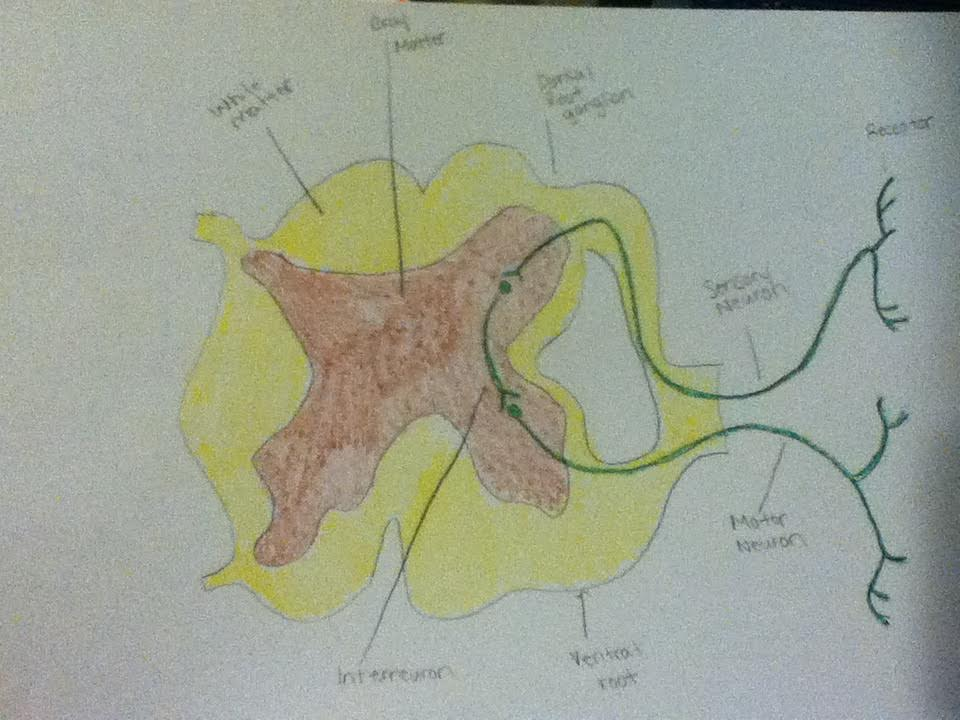 Gray
Matter
White
matter
Dorsal
root
ganglion
Receptor
Sensory
Neuron
Motor
Neuron
Interneuron
Ventral
root